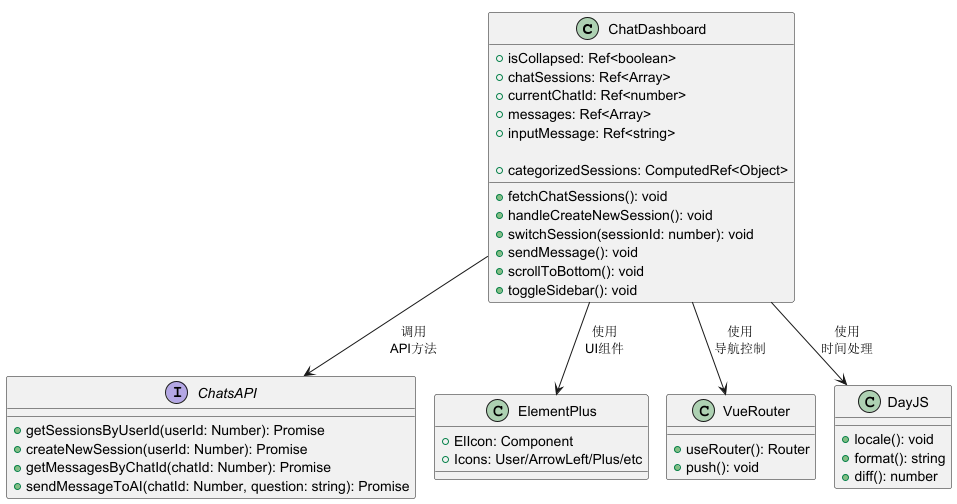 C ChatDashboard
isCollapsed: Ref<boolean>
chatSessions: Ref<Array>
currentChatId: Ref<number>
messages: Ref<Array>
inputMessage: Ref<string>
categorizedSessions: ComputedRef<Object>
fetchChatSessions(): void
handleCreateNewSession(): void
switchSession(sessionId: number): void
sendMessage(): void
scrollToBottom(): void
toggleSidebar(): void
调用
API方法
使用
UI组件
使用
导航控制
使用
时间处理
I ChatsAPI
getSessionsByUserId(userId: Number): Promise
createNewSession(userId: Number): Promise
getMessagesByChatId(chatId: Number): Promise
sendMessageToAI(chatId: Number, question: string): Promise
C ElementPlus
ElIcon: Component
Icons: User/ArrowLeft/Plus/etc
C VueRouter
useRouter(): Router
push(): void
C DayJS
locale(): void
format(): string
diff(): number